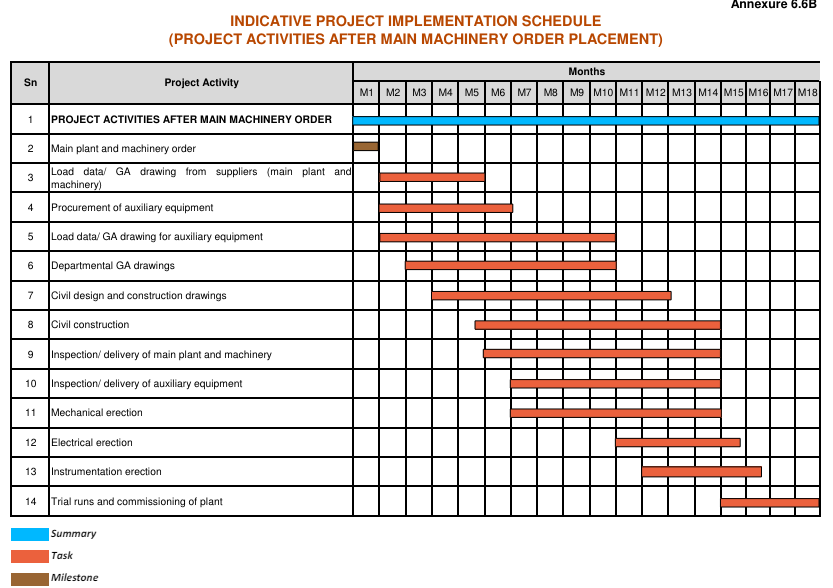 Annexure 6.6B
INDICATIVE PROJECT IMPLEMENTATION SCHEDULE
(PROJECT ACTIVITIES AFTER MAIN MACHINERY ORDER PLACEMENT)
Sn Project Activity Months
M1 M2 M3 M4 M5 M6 M7 M8 M9 M10 M11 M12 M13 M14 M15 M16 M17 M18
1 PROJECT ACTIVITIES AFTER MAIN MACHINERY ORDER
2 Main plant and machinery order
3 Load data/ GA drawing from suppliers (main plant and
machinery)
4 Procurement of auxiliary equipment
5 Load data/ GA drawing for auxiliary equipment
6 Departmental GA drawings
7 Civil design and construction drawings
8 Civil construction
9 Inspection/ delivery of main plant and machinery
10 Inspection/ delivery of auxiliary equipment
11 Mechanical erection
12 Electrical erection
13 Instrumentation erection
14 Trial runs and commissioning of plant
Summary
Task
Milestone